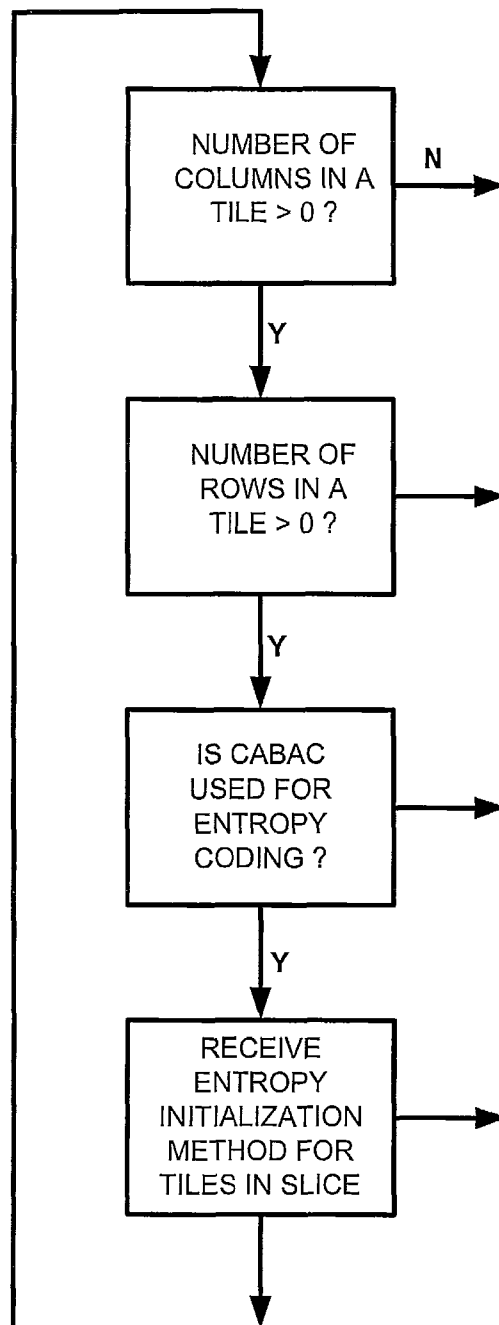 NUMBER OF
COLUMNS IN A
TILE > 0 ?
N
Y
NUMBER OF
ROWS IN A
TILE > 0 ?
Y
IS CABAC
USED FOR
ENTROPY
CODING ?
Y
RECEIVE
ENTROPY
INITIALIZATION
METHOD FOR
TILES IN SLICE